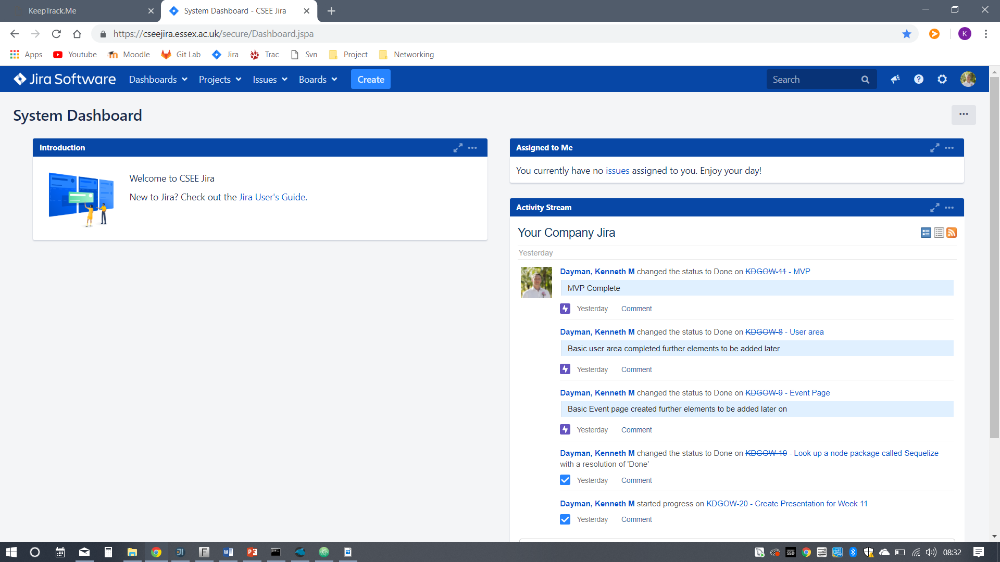 KeepTrack.Me
System Dashboard - CSEE Jira
https://cseejira.essex.ac.uk/secure/Dashboard.jspa
K
Apps Youtube Moodle Git Lab Jira Trac Svn Project Networking
Jira Software Dashboards Projects Issues Boards Create Search
System Dashboard
Introduction
Welcome to CSEE Jira
New to Jira? Check out the Jira User's Guide.
Assigned to Me
You currently have no issues assigned to you. Enjoy your day!
Activity Stream
Your Company Jira
Yesterday
Dayman, Kenneth M changed the status to Done on KDGOW-11 - MVP
MVP Complete
Yesterday Comment
Dayman, Kenneth M changed the status to Done on KDGOW-8 - User area
Basic user area completed further elements to be added later
Yesterday Comment
Dayman, Kenneth M changed the status to Done on KDGOW-9 - Event Page
Basic Event page created further elements to be added later on
Yesterday Comment
Dayman, Kenneth M changed the status to Done on KDGOW-19 - Look up a node package called Sequelize
with a resolution of 'Done'
Yesterday Comment
Dayman, Kenneth M started progress on KDGOW-20 - Create Presentation for Week 11
Yesterday Comment
08:32